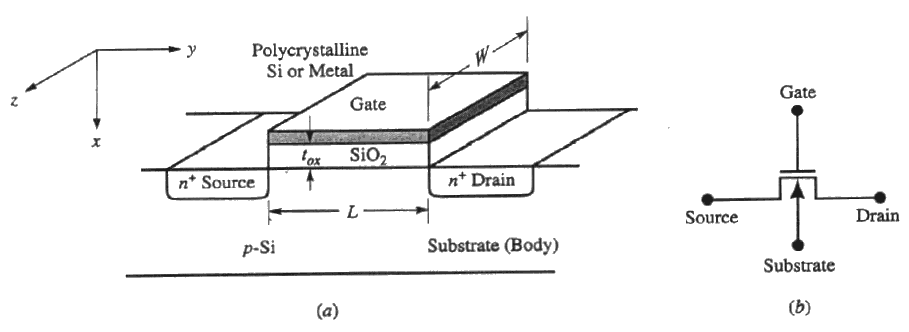 y
z
x
Polycrystalline
Si or Metal
W
Gate
t_ox
SiO₂
n⁺ Source
n⁺ Drain
L
p-Si
Substrate (Body)
(a)
Gate
Source
Drain
Substrate
(b)